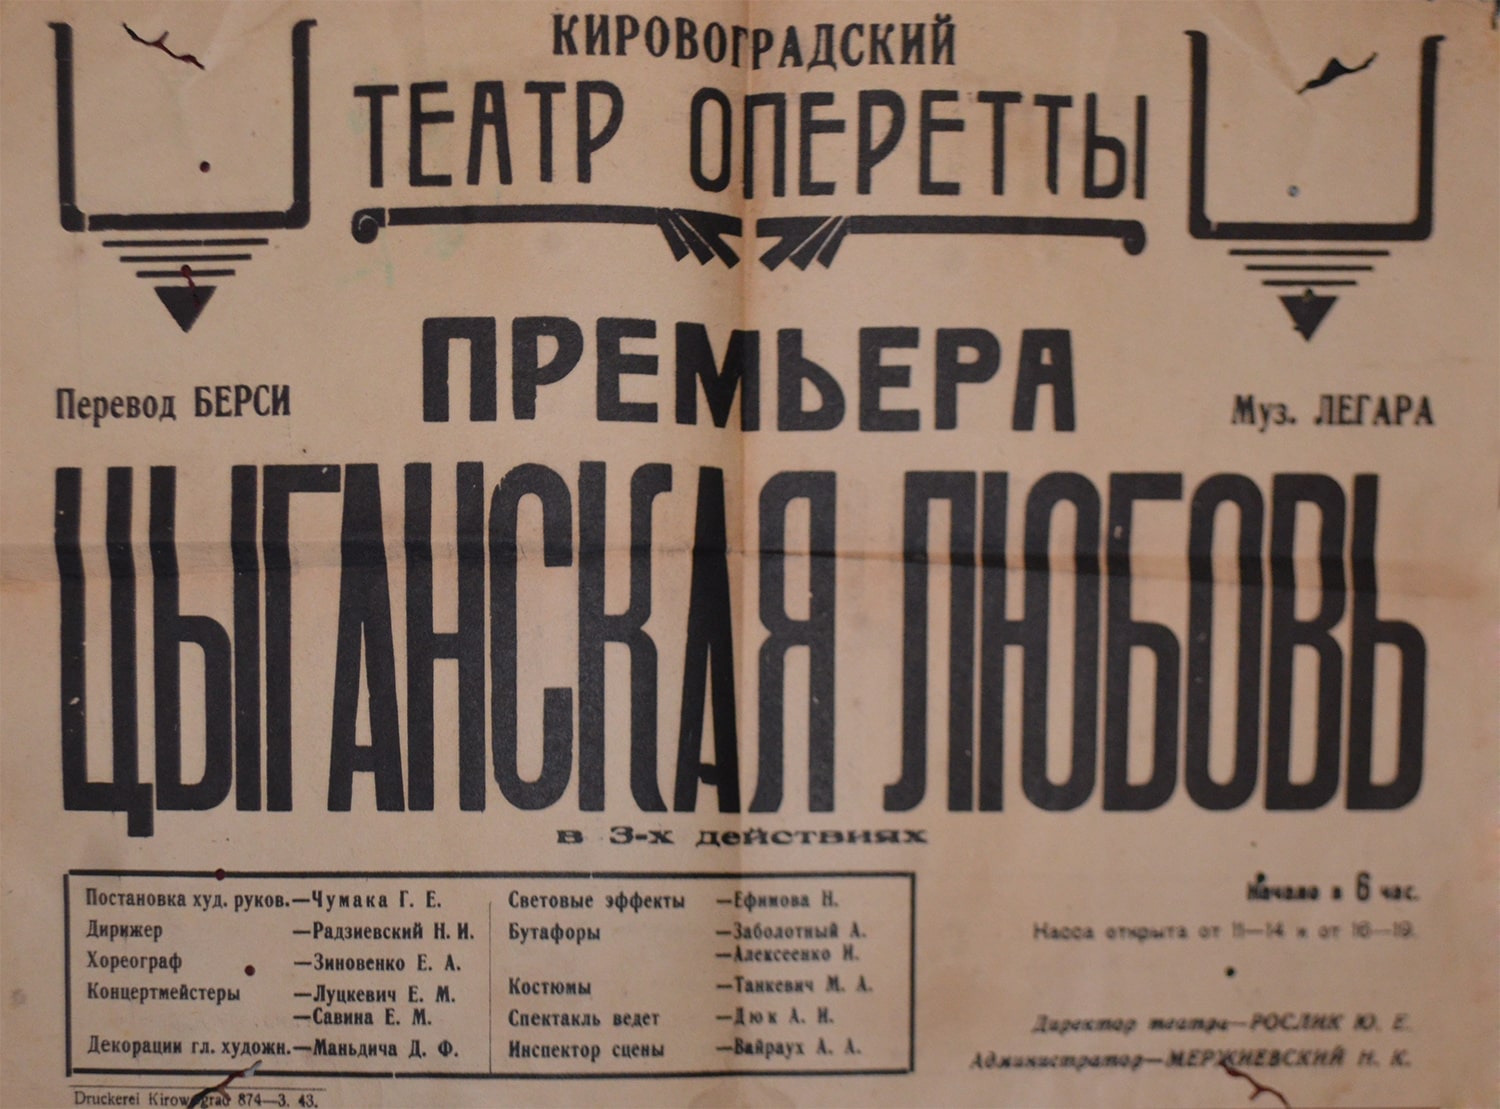 КИРОВОГРАДСКИЙ
ТЕАТР ОПЕРЕТТЫ
ПРЕМЬЕРА
Перевод БЕРСИ
Муз. ЛЕГАРА
ЦЫГАНСКАЯ ЛЮБОВЬ
в 3-х действиях
Постановка худ. руков.—Чумака Г. Е.
Дирижер —Радзиевский Н. И.
Хореограф —Зиновенко Е. А.
Концертмейстеры —Луцкевич Е. М.
—Савина Е. М.
Декорации гл. художн.—Маньдича Д. Ф.
Световые эффекты —Ефимова Н.
Бутафоры —Заболотный А.
—Алексеенко И.
Костюмы —Танкевич М. А.
Спектакль ведет —Дюк А. И.
Инспектор сцены —Вайраух А. А.
Начало в 6 час.
Насса открыта от 11—14 и от 16—19.
Директор театра—РОСЛИК Ю. Е.
Администратор—МЕРЖИЕВСКИЙ Н. К.
Druckerei Kirowograd 874—3. 43.